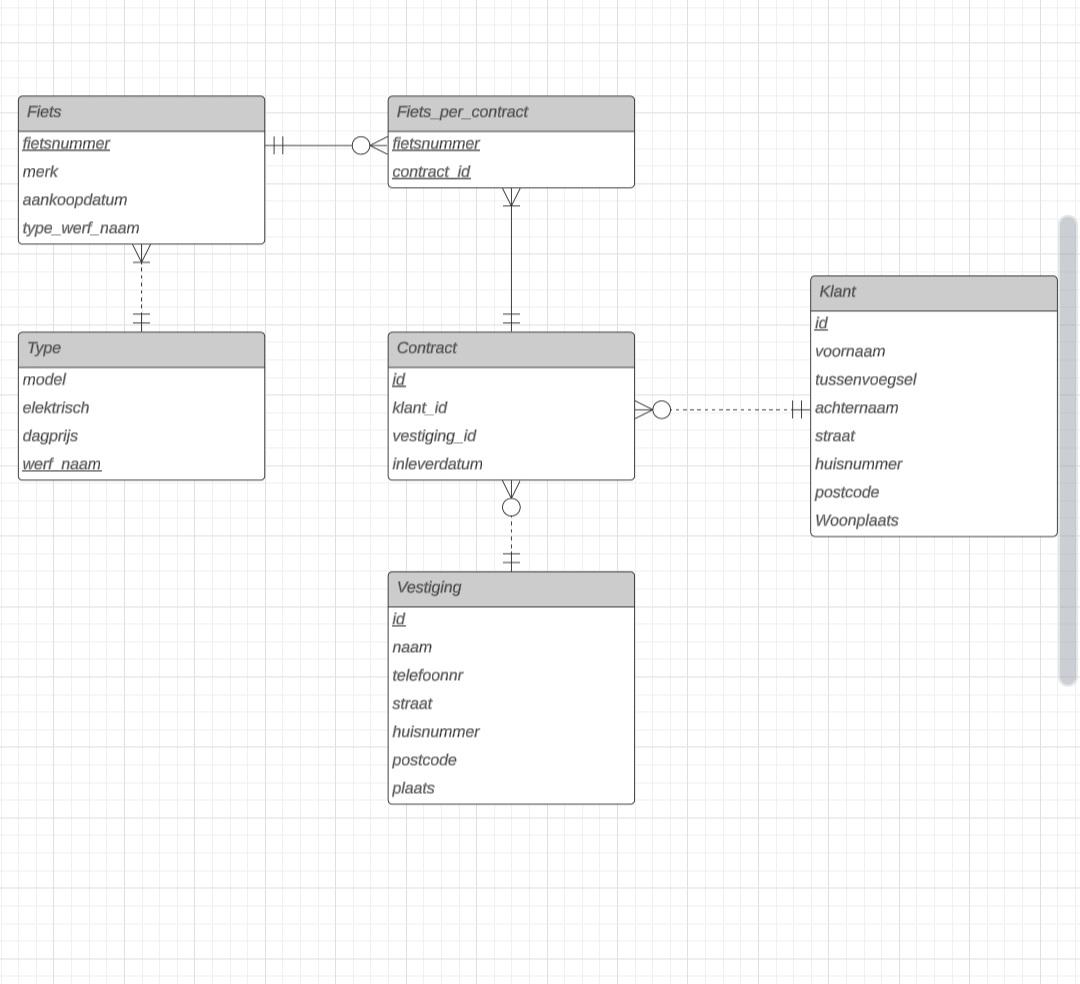 Fiets
fietsnummer
merk
aankoopdatum
type_werf_naam
Fiets_per_contract
fietsnummer
contract_id
Type
model
elektrisch
dagprijs
werf_naam
Contract
id
klant_id
vestiging_id
inleverdatum
Klant
id
voornaam
tussenvoegsel
achternaam
straat
huisnummer
postcode
Woonplaats
Vestiging
id
naam
telefoonnr
straat
huisnummer
postcode
plaats